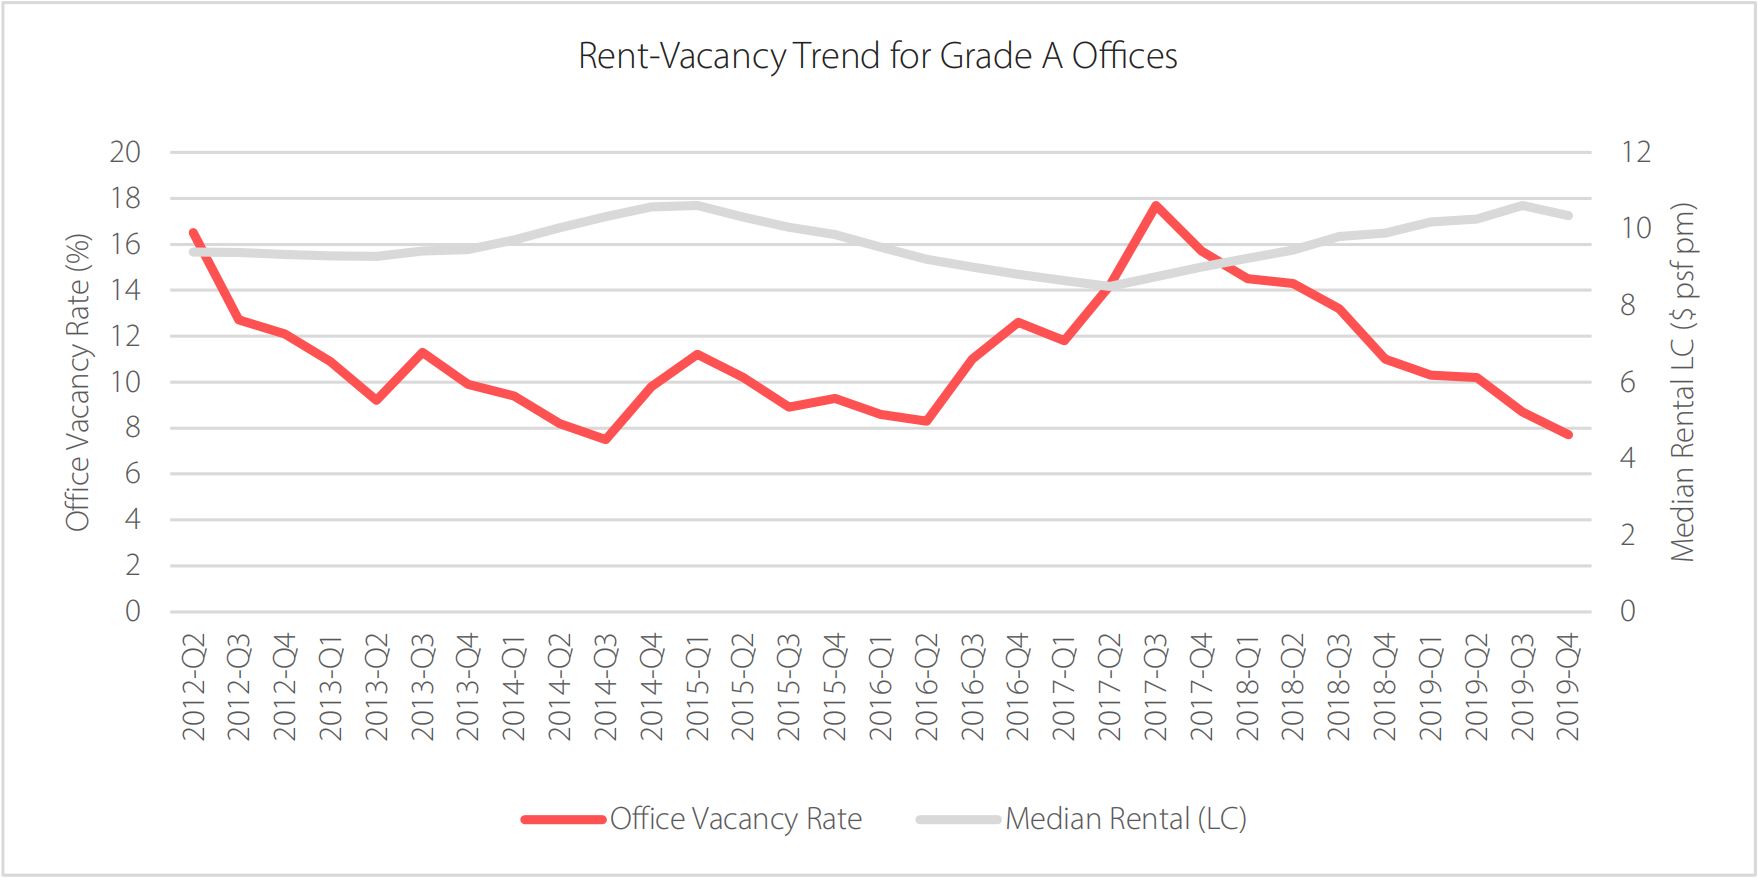 Rent-Vacancy Trend for Grade A Offices
Office Vacancy Rate (%)
20
18
16
14
12
10
8
6
4
2
0
12
10
8
6
4
2
0
Median Rental LC ($ psf pm)
2012-Q2
2012-Q3
2012-Q4
2013-Q1
2013-Q2
2013-Q3
2013-Q4
2014-Q1
2014-Q2
2014-Q3
2014-Q4
2015-Q1
2015-Q2
2015-Q3
2015-Q4
2016-Q1
2016-Q2
2016-Q3
2016-Q4
2017-Q1
2017-Q2
2017-Q3
2017-Q4
2018-Q1
2018-Q2
2018-Q3
2018-Q4
2019-Q1
2019-Q2
2019-Q3
2019-Q4
Office Vacancy Rate
Median Rental (LC)